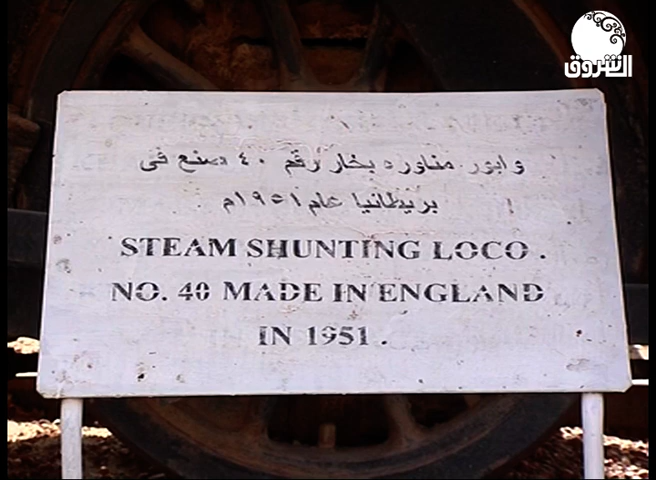 الشروق
وابور مناوره بخار رقم ٤٠ صنع في
بريطانيا عام ١٩٥١م
STEAM SHUNTING LOCO.
NO. 40 MADE IN ENGLAND
IN 1951.